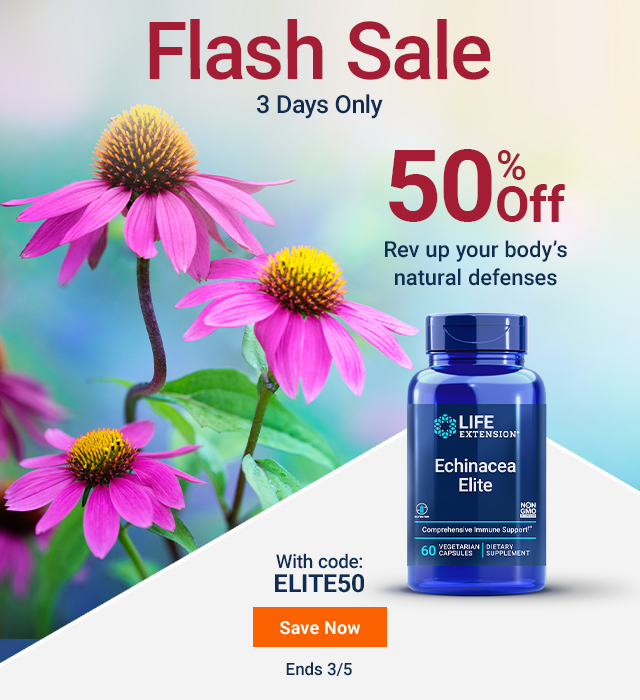 Flash Sale
3 Days Only
50% Off
Rev up your body's
natural defenses
LIFE
EXTENSION®
Echinacea
Elite
NON
GMO
Comprehensive Immune Support
60 VEGETARIAN CAPSULES | DIETARY SUPPLEMENT
With code:
ELITE50
Save Now
Ends 3/5